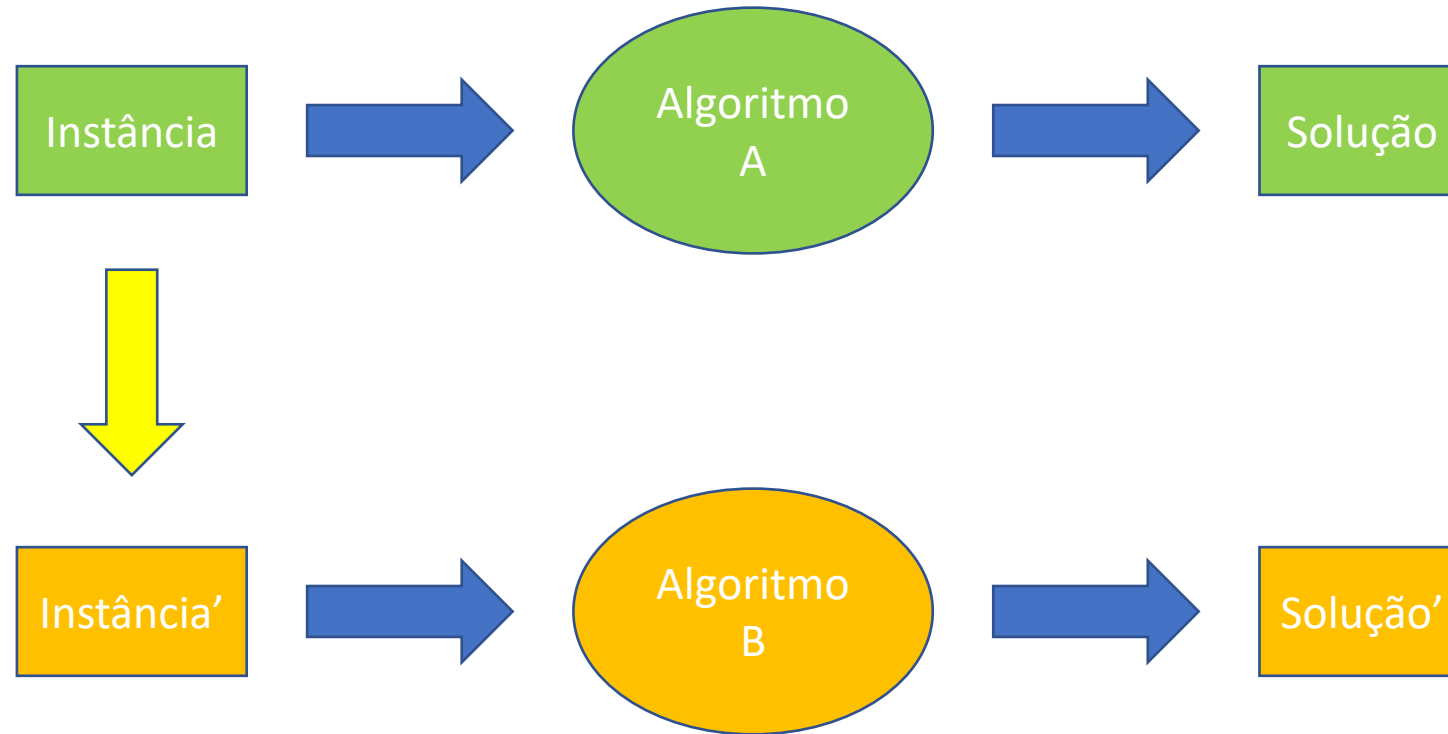 Instância
Algoritmo
A
Solução
Instância’
Algoritmo
B
Solução’